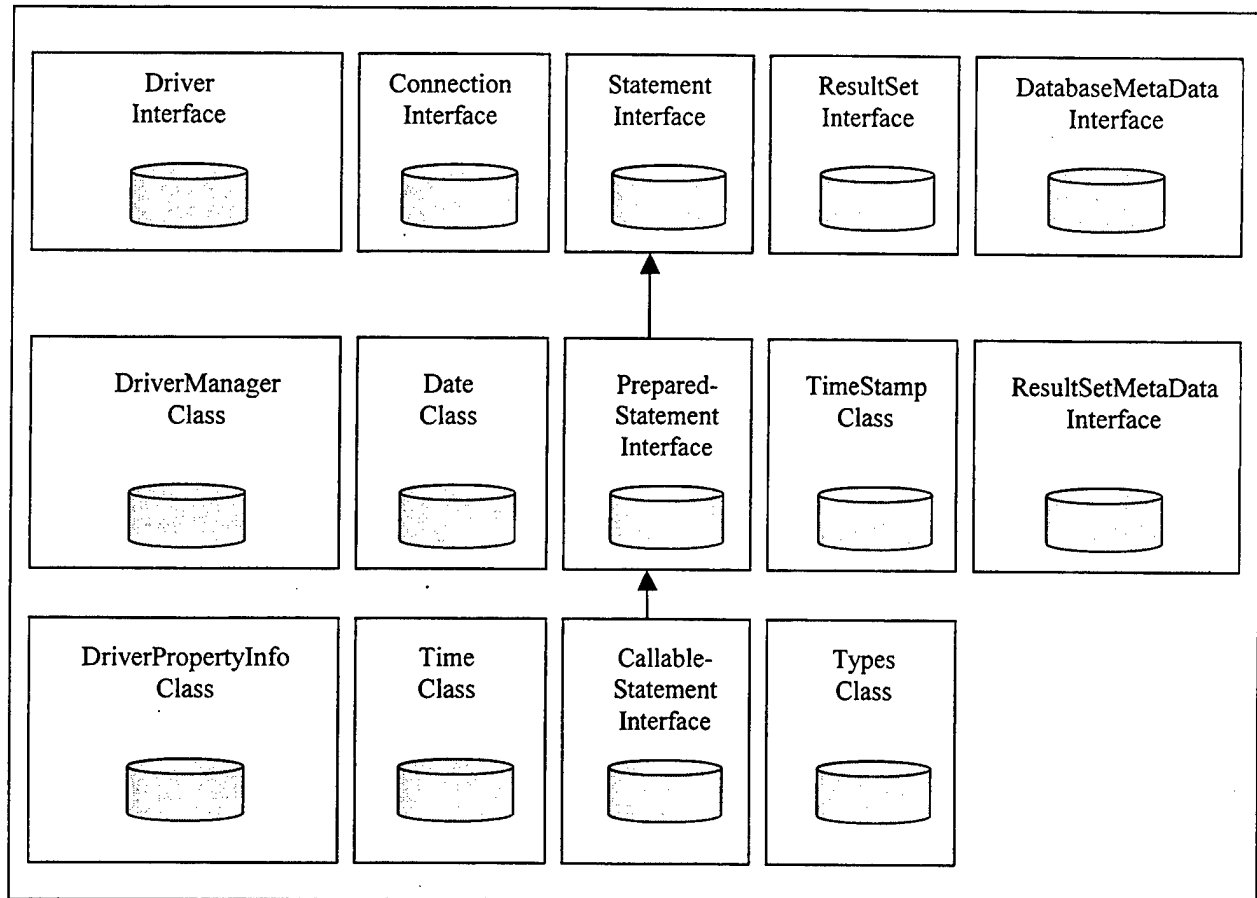 Driver
Interface
Connection
Interface
Statement
Interface
ResultSet
Interface
DatabaseMetaData
Interface
DriverManager
Class
Date
Class
Prepared-
Statement
Interface
TimeStamp
Class
ResultSetMetaData
Interface
DriverPropertyInfo
Class
Time
Class
Callable-
Statement
Interface
Types
Class